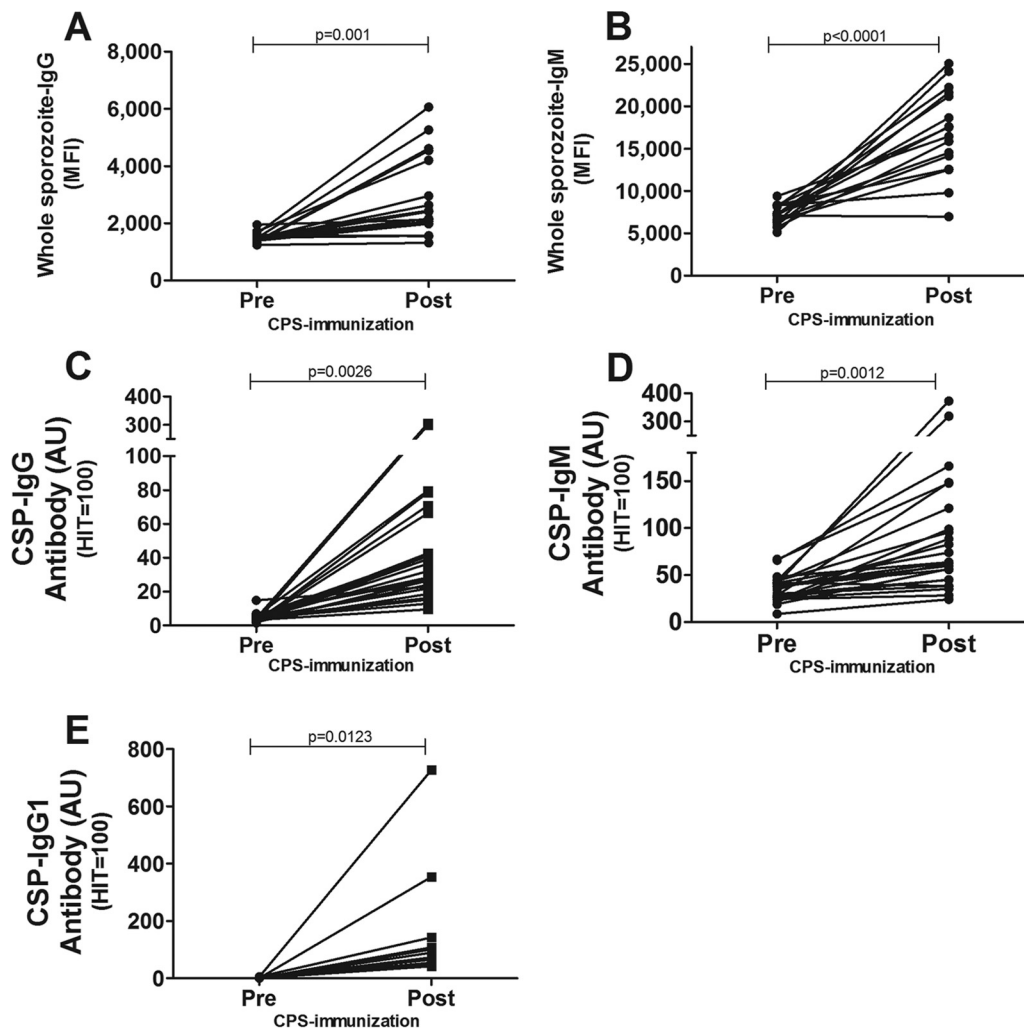 A
p=0.001
Whole sporozoite-IgG
(MFI)
8,000
6,000
4,000
2,000
0
Pre
Post
CPS-immunization
B
p<0.0001
Whole sporozoite-IgM
(MFI)
25,000
20,000
15,000
10,000
5,000
0
Pre
Post
CPS-immunization
C
p=0.0026
CSP-IgG
Antibody (AU)
(HIT=100)
400
300
100
80
60
40
20
0
Pre
Post
CPS-immunization
D
p=0.0012
CSP-IgM
Antibody (AU)
(HIT=100)
400
300
150
100
50
0
Pre
Post
CPS-immunization
E
p=0.0123
CSP-IgG1
Antibody (AU)
(HIT=100)
800
600
400
200
0
Pre
Post
CPS-immunization